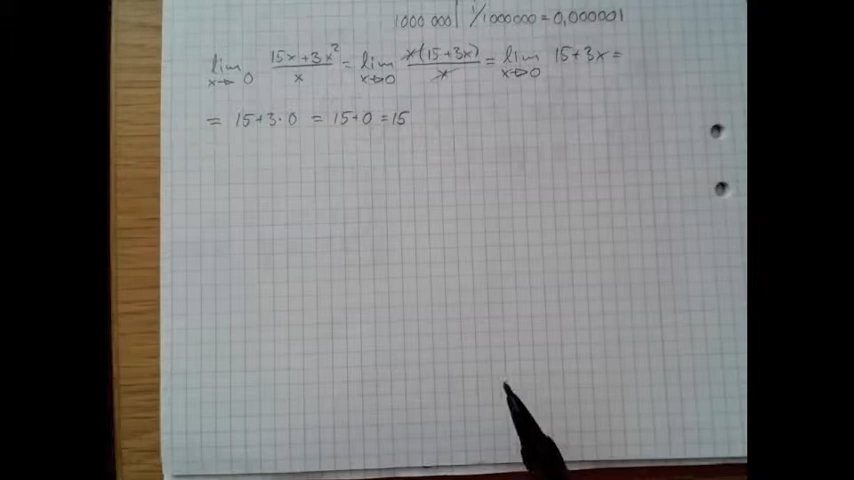 1000 000 | 1/1000000 = 0,000001
lim x→0 (15x+3x²)/x = lim x→0 x(15+3x)/x = lim x→0 15+3x =
= 15+3·0 = 15+0 = 15